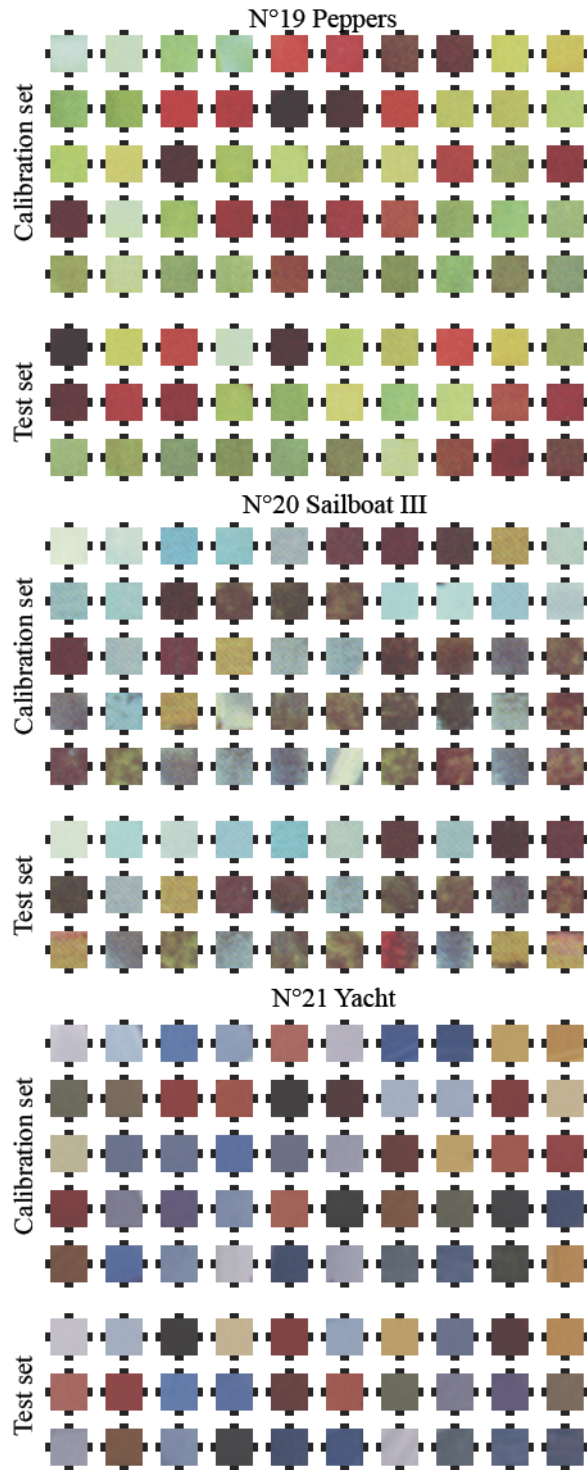 N°19 Peppers
Calibration set
Test set
N°20 Sailboat III
Calibration set
Test set
N°21 Yacht
Calibration set
Test set